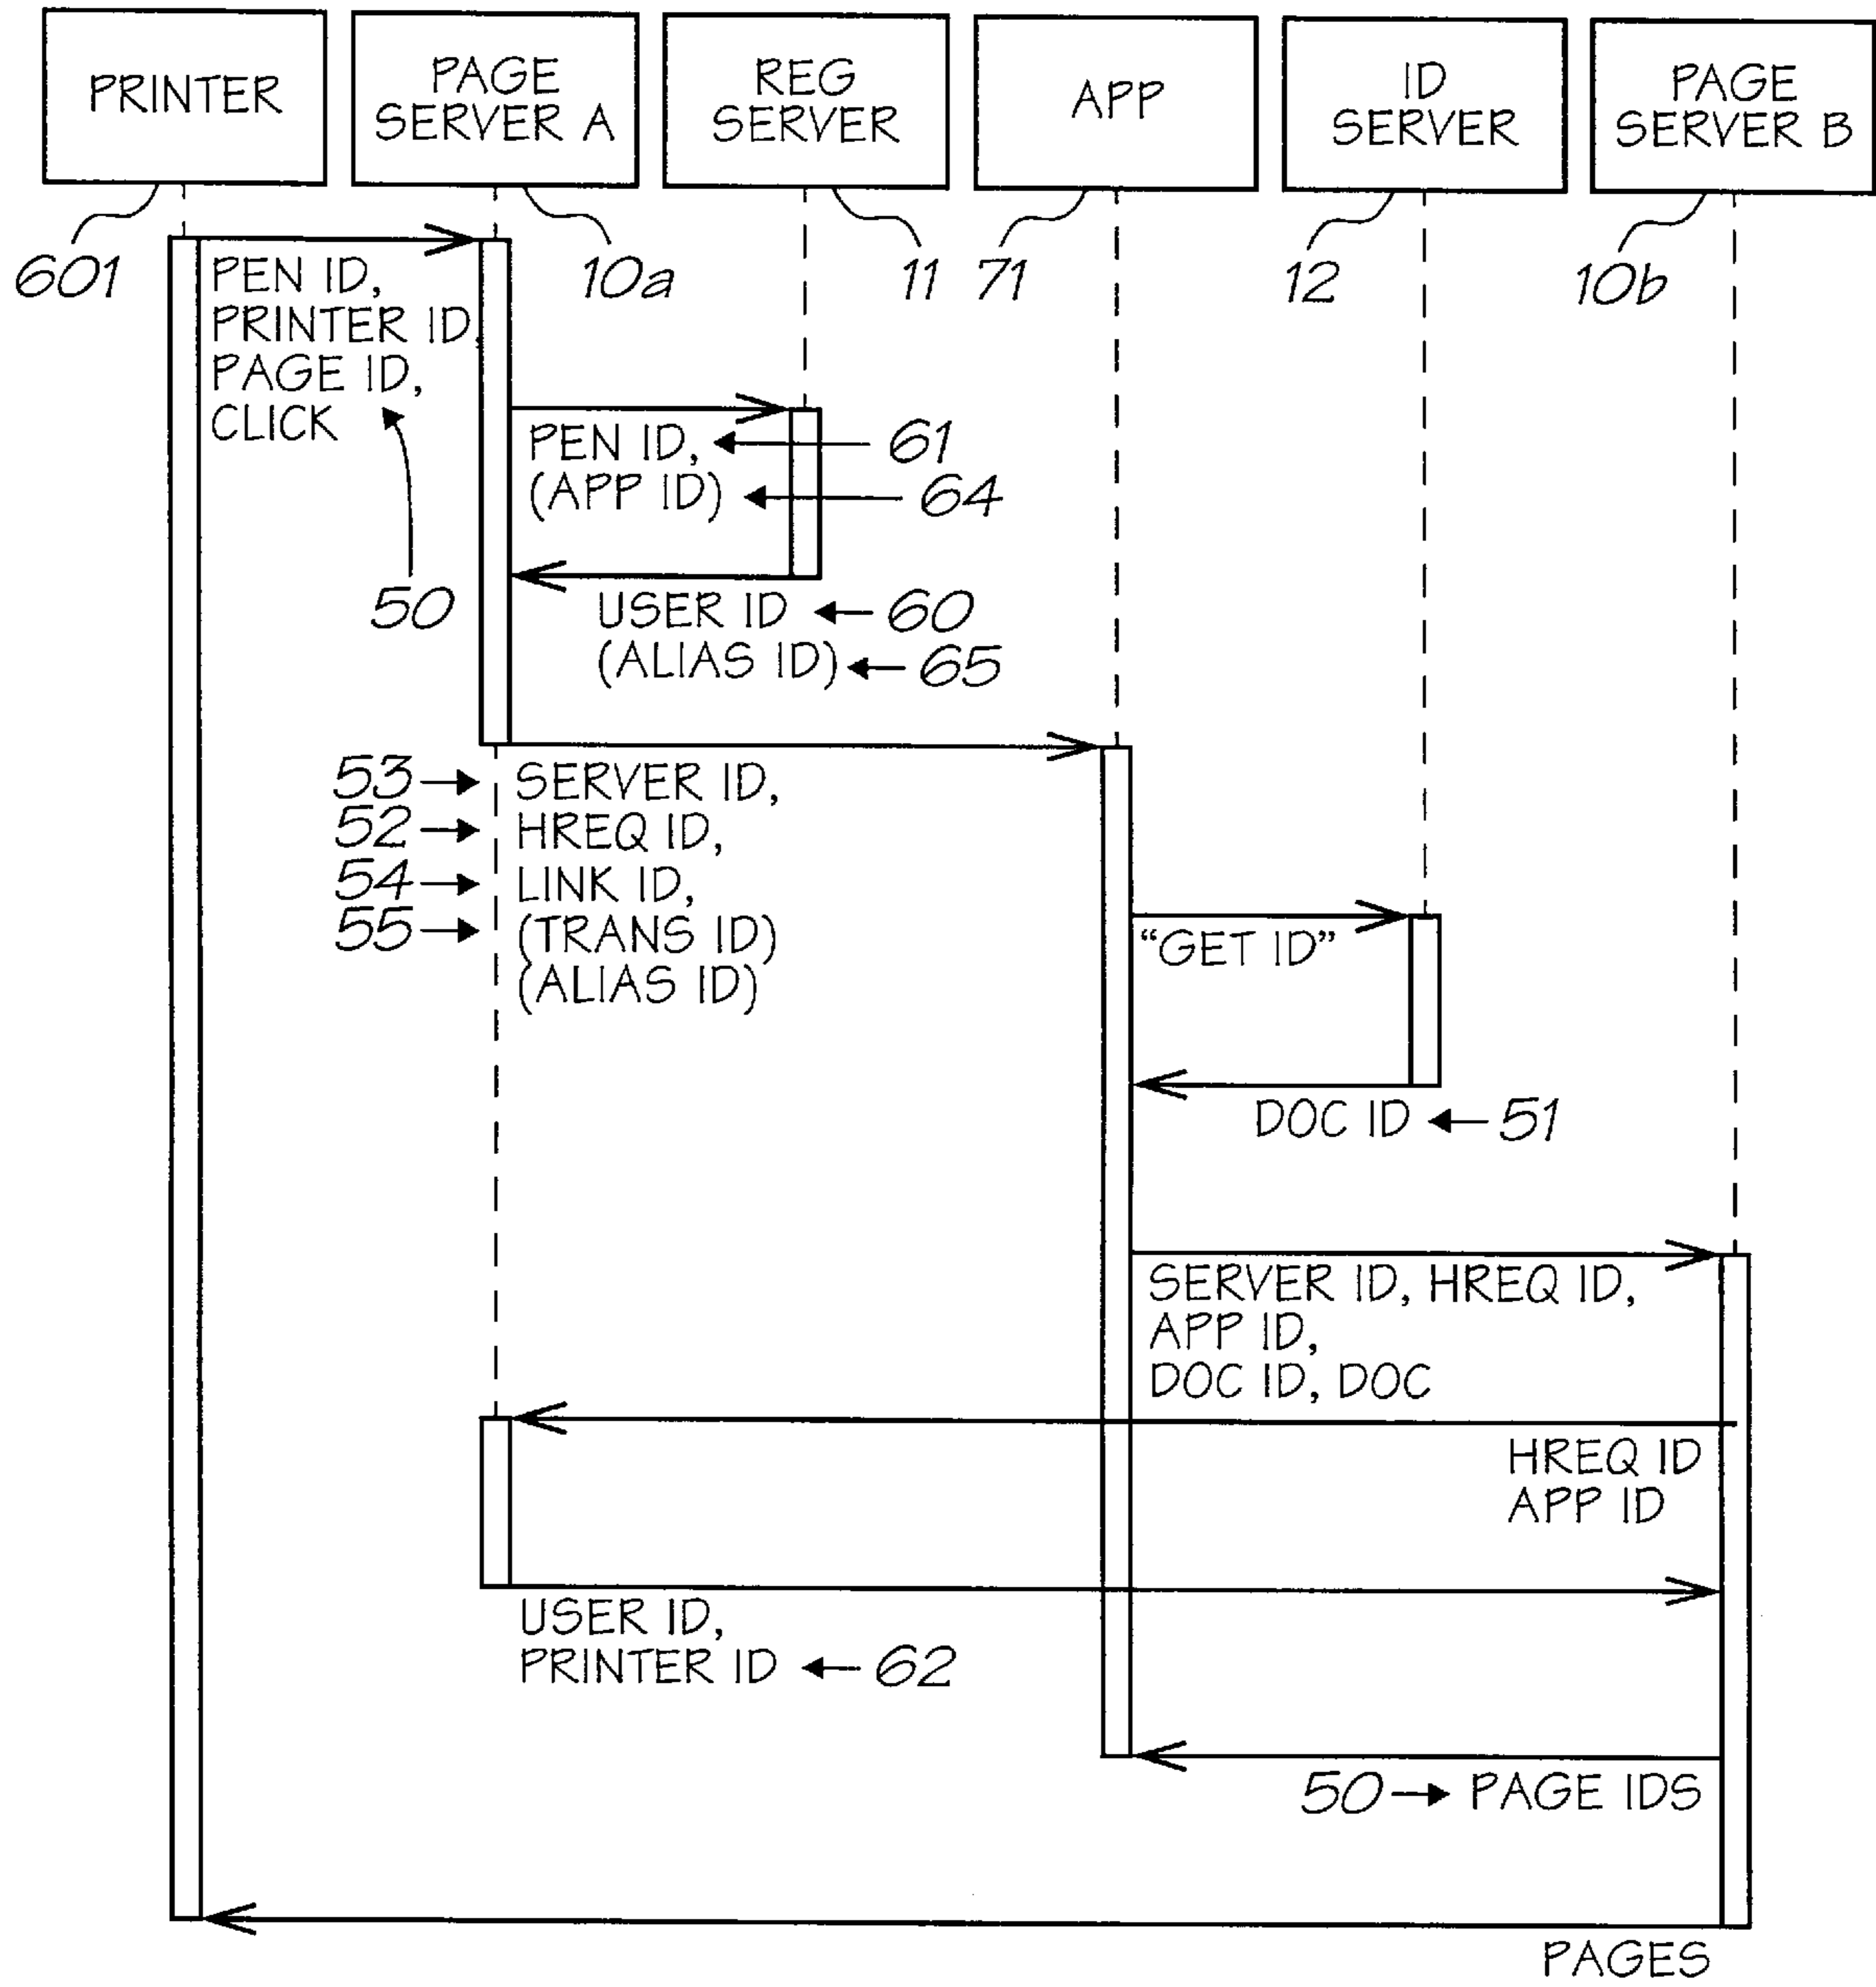 PRINTER
PAGE
SERVER A
REG
SERVER
APP
ID
SERVER
PAGE
SERVER B
601
10a
11
71
12
10b
PEN ID,
PRINTER ID
PAGE ID,
CLICK
50
PEN ID,
61
(APP ID)
64
USER ID
60
(ALIAS ID)
65
53
SERVER ID,
52
HREQ ID,
54
LINK ID,
55
(TRANS ID)
(ALIAS ID)
“GET ID”
DOC ID
51
SERVER ID, HREQ ID,
APP ID,
DOC ID, DOC
HREQ ID
APP ID
USER ID,
PRINTER ID
62
50
PAGE IDS
PAGES